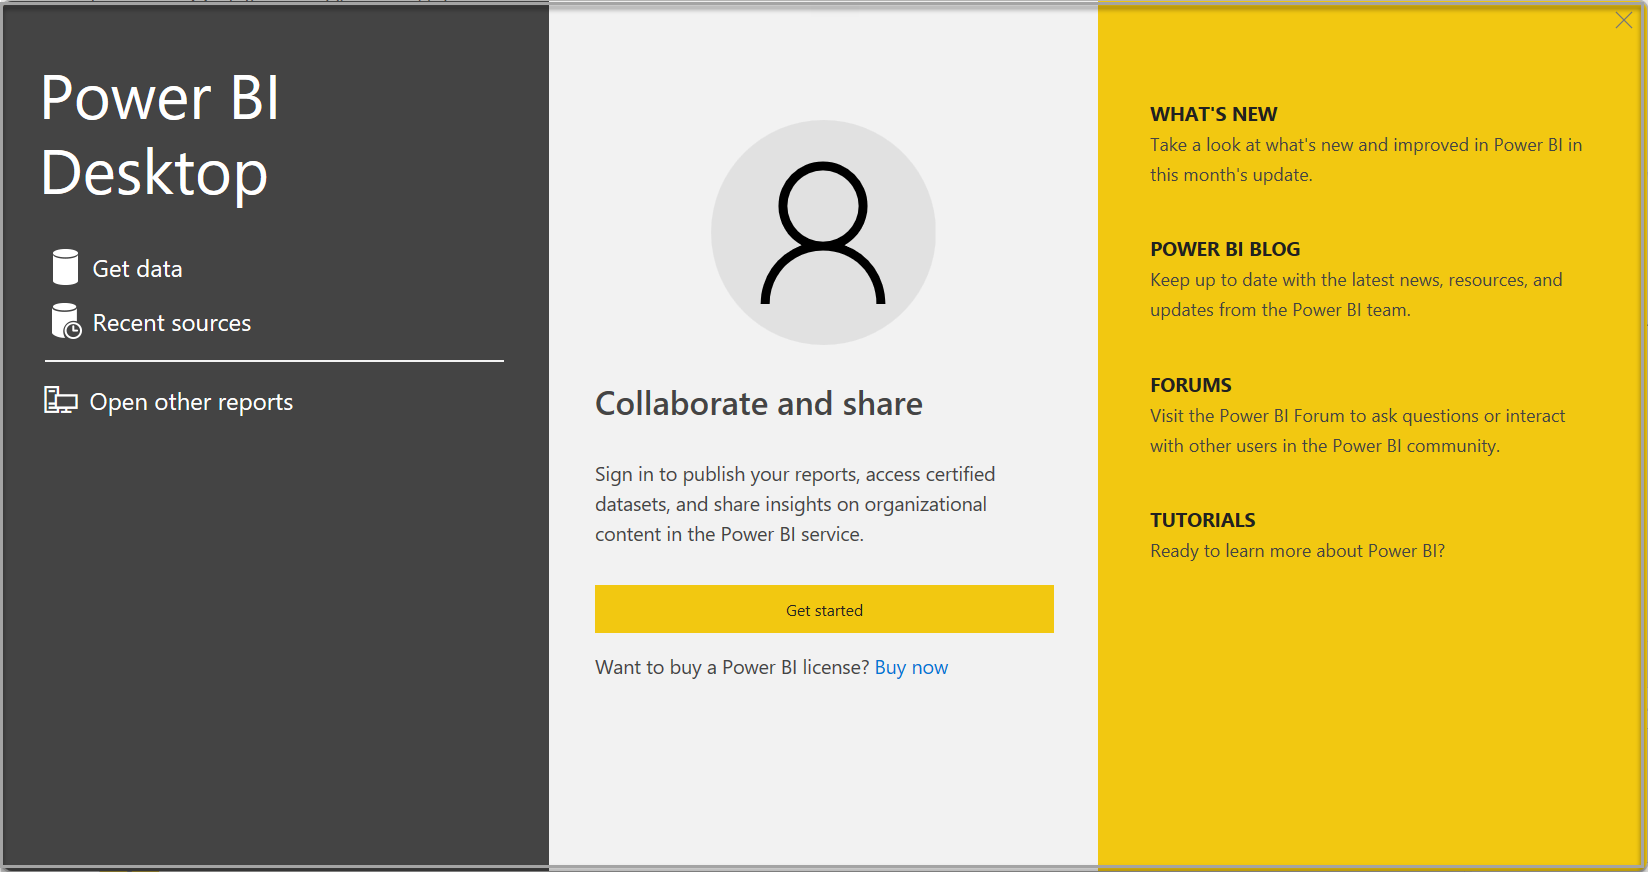 Power BI
Desktop
Get data
Recent sources
Open other reports
Collaborate and share
Sign in to publish your reports, access certified
datasets, and share insights on organizational
content in the Power BI service.
Get started
Want to buy a Power BI license? Buy now
WHAT'S NEW
Take a look at what's new and improved in Power BI in
this month's update.
POWER BI BLOG
Keep up to date with the latest news, resources, and
updates from the Power BI team.
FORUMS
Visit the Power BI Forum to ask questions or interact
with other users in the Power BI community.
TUTORIALS
Ready to learn more about Power BI?